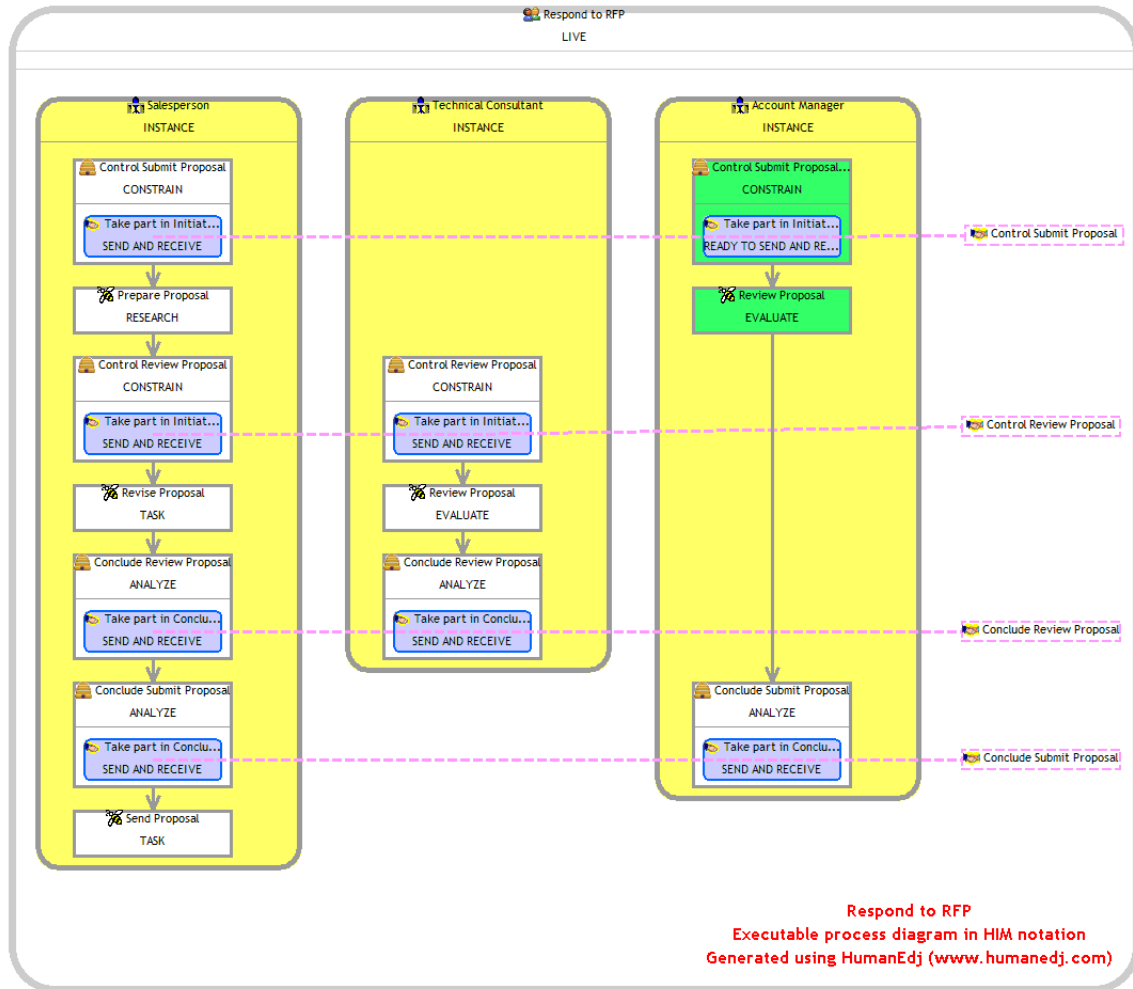 Respond to RFP
LIVE
Salesperson
INSTANCE
Control Submit Proposal
CONSTRAIN
Take part in Initiat...
SEND AND RECEIVE
Prepare Proposal
RESEARCH
Control Review Proposal
CONSTRAIN
Take part in Initiat...
SEND AND RECEIVE
Revise Proposal
TASK
Conclude Review Proposal
ANALYZE
Take part in Conclu...
SEND AND RECEIVE
Conclude Submit Proposal
ANALYZE
Take part in Conclu...
SEND AND RECEIVE
Send Proposal
TASK
Technical Consultant
INSTANCE
Control Review Proposal
CONSTRAIN
Take part in Initiat...
SEND AND RECEIVE
Review Proposal
EVALUATE
Conclude Review Proposal
ANALYZE
Take part in Conclu...
SEND AND RECEIVE
Account Manager
INSTANCE
Control Submit Proposal...
CONSTRAIN
Take part in Initiat...
READY TO SEND AND RE...
Review Proposal
EVALUATE
Conclude Submit Proposal
ANALYZE
Take part in Conclu...
SEND AND RECEIVE
Control Submit Proposal
Control Review Proposal
Conclude Review Proposal
Conclude Submit Proposal
Respond to RFP
Executable process diagram in HIM notation
Generated using HumanEdj (www.humanedj.com)